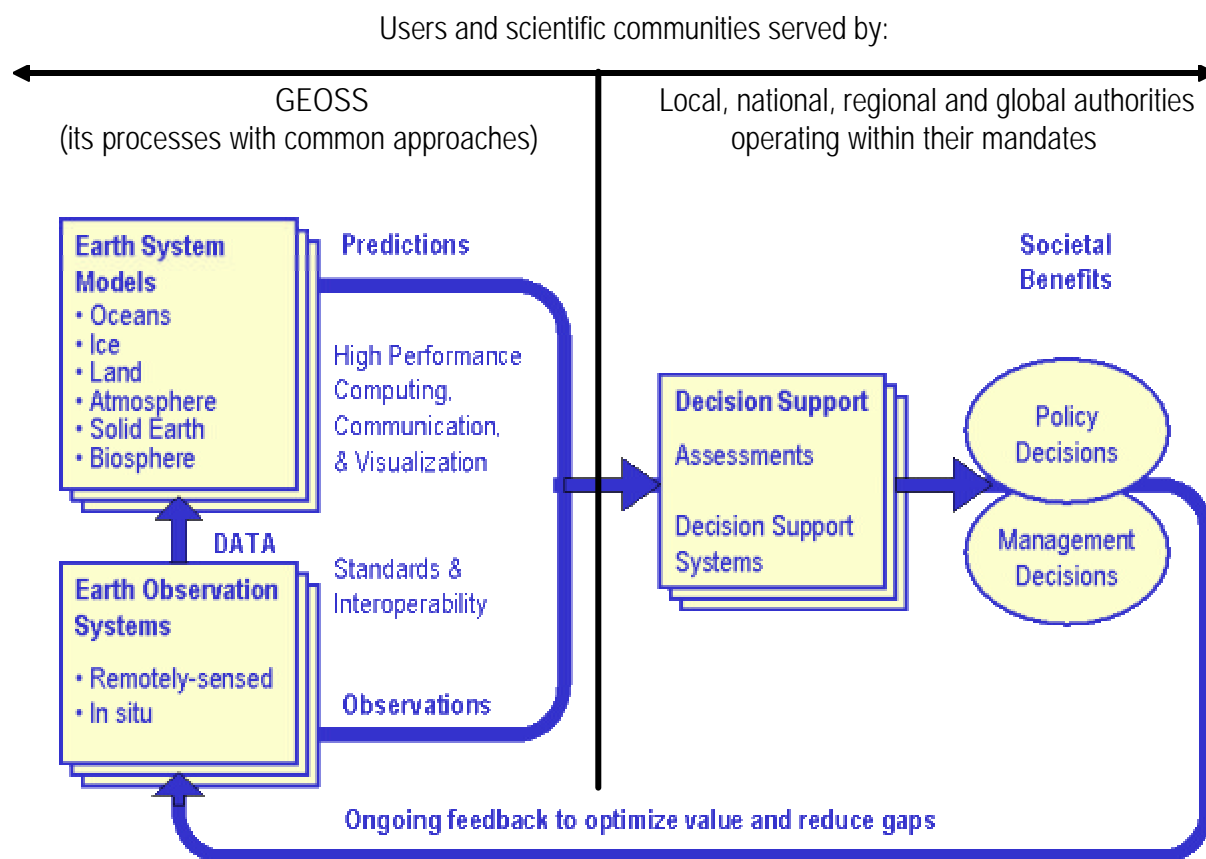 Users and scientific communities served by:
GEOSS
(its processes with common approaches)
Local, national, regional and global authorities
operating within their mandates
Earth System
Models
• Oceans
• Ice
• Land
• Atmosphere
• Solid Earth
• Biosphere
Predictions
High Performance
Computing,
Communication,
& Visualization
DATA
Standards &
Interoperability
Earth Observation
Systems
• Remotely-sensed
• In situ
Observations
Decision Support
Assessments
Decision Support
Systems
Societal
Benefits
Policy
Decisions
Management
Decisions
Ongoing feedback to optimize value and reduce gaps